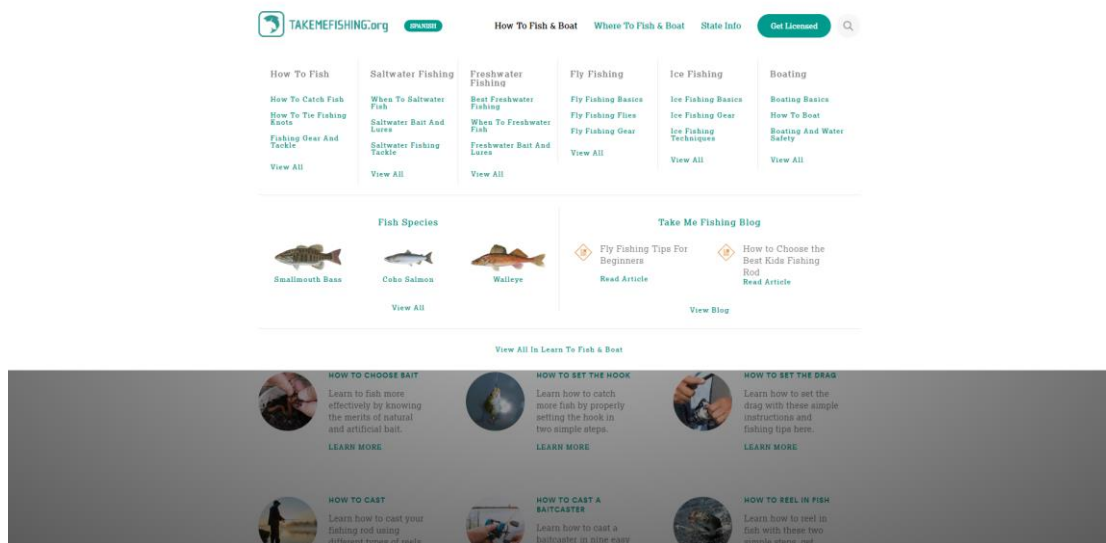 TAKEMEFISHING.org
SPANISH
How To Fish & Boat
Where To Fish & Boat
State Info
Get Licensed
How To Fish
How To Catch Fish
How To Tie Fishing
Knots
Fishing Gear And
Tackle
View All
Saltwater Fishing
When To Saltwater
Fish
Saltwater Bait And
Lures
Saltwater Fishing
Tackle
View All
Freshwater
Fishing
Best Freshwater
Fishing
When To Freshwater
Fish
Freshwater Bait And
Lures
View All
Fly Fishing
Fly Fishing Basics
Fly Fishing Flies
Fly Fishing Gear
View All
Ice Fishing
Ice Fishing Basics
Ice Fishing Gear
Ice Fishing
Techniques
View All
Boating
Boating Basics
How To Boat
Boating And Water
Safety
View All
Fish Species
Smallmouth Bass
Coho Salmon
Walleye
View All
Take Me Fishing Blog
Fly Fishing Tips For
Beginners
Read Article
How to Choose the
Best Kids Fishing
Rod
Read Article
View Blog
View All In Learn To Fish & Boat
HOW TO CHOOSE BAIT
Learn to fish more
effectively by knowing
the merits of natural
and artificial bait.
LEARN MORE
HOW TO SET THE HOOK
Learn how to catch
more fish by properly
setting the hook in
two simple steps.
LEARN MORE
HOW TO SET THE DRAG
Learn how to set the
drag with these simple
instructions and
fishing tips here.
LEARN MORE
HOW TO CAST
Learn how to cast your
fishing rod using
different types of reels
HOW TO CAST A
BAITCASTER
Learn how to cast a
baitcaster in nine easy
HOW TO REEL IN FISH
Learn how to reel in
fish with these two
simple steps, get